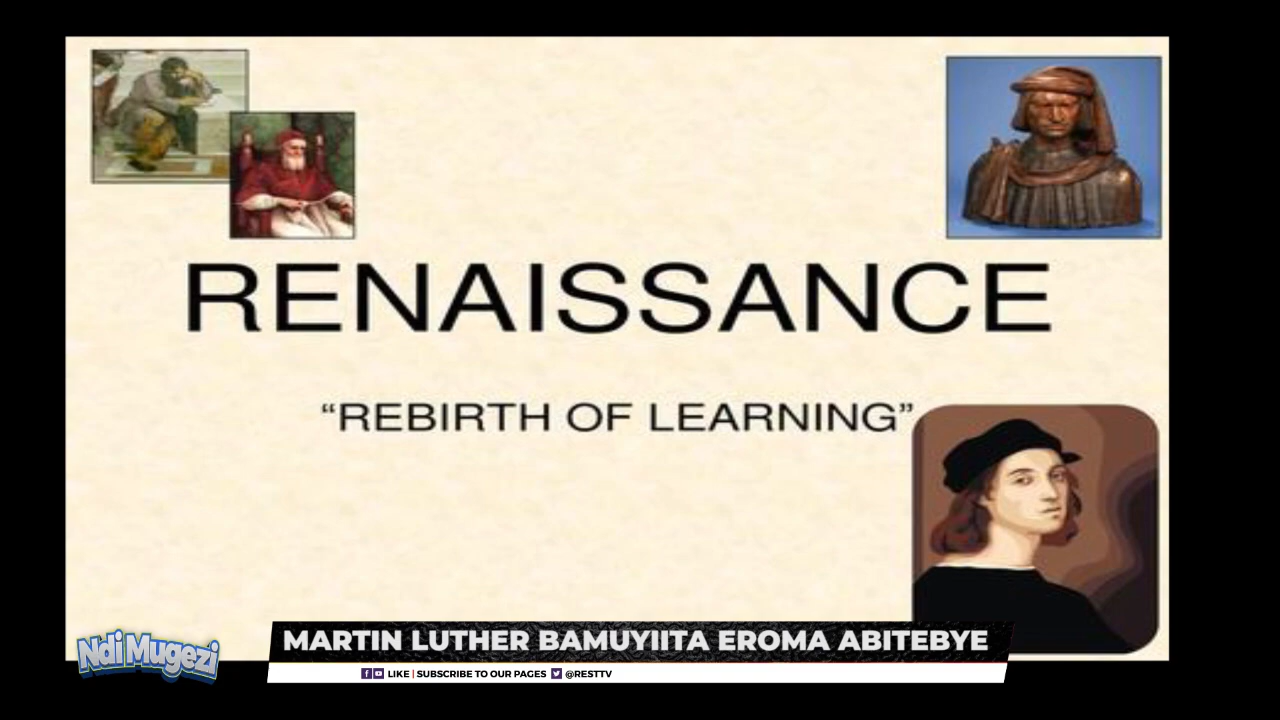 RENAISSANCE
“REBIRTH OF LEARNING”
Ndi Mugezi
MARTIN LUTHER BAMUYIITA EROMA ABITEBYE
LIKE | SUBSCRIBE TO OUR PAGES @RESTTV